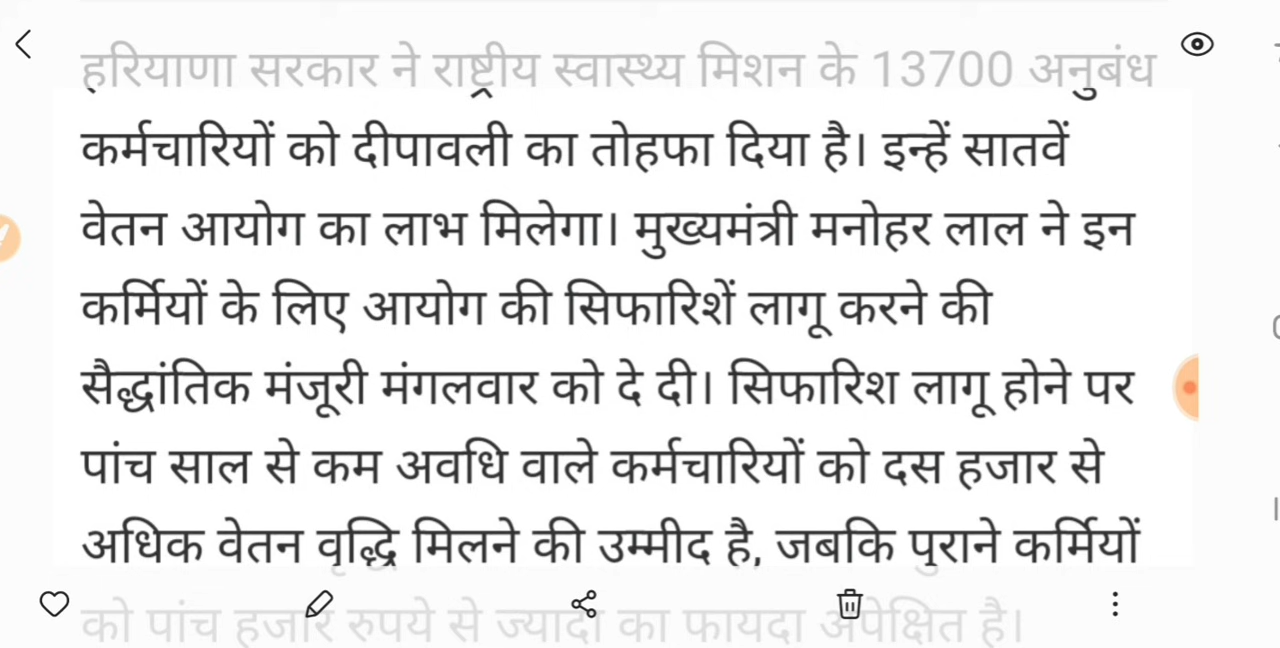 हरियाणा सरकार ने राष्ट्रीय स्वास्थ्य मिशन के 13700 अनुबंध
कर्मचारियों को दीपावली का तोहफा दिया है। इन्हें सातवें
वेतन आयोग का लाभ मिलेगा। मुख्यमंत्री मनोहर लाल ने इन
कर्मियों के लिए आयोग की सिफारिशें लागू करने की
सैद्धांतिक मंजूरी मंगलवार को दे दी। सिफारिश लागू होने पर
पांच साल से कम अवधि वाले कर्मचारियों को दस हजार से
अधिक वेतन वृद्धि मिलने की उम्मीद है, जबकि पुराने कर्मियों
को पांच हजार रुपये से ज्यादा का फायदा अपेक्षित है।